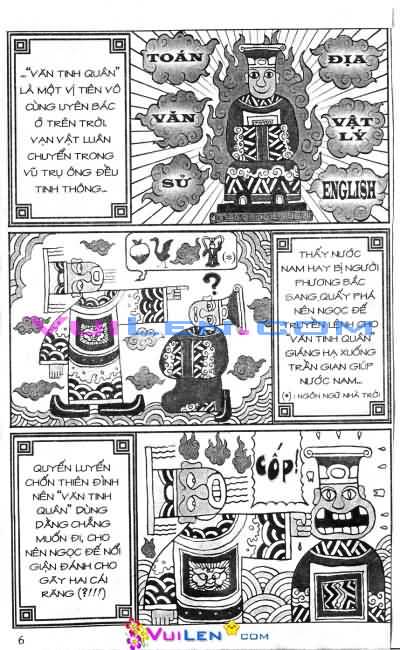 ..."VĂN TINH QUÂN"
LÀ MỘT VỊ TIÊN VÔ
CÙNG UYÊN BÁC
Ở TRÊN TRỜI.
VẠN VẬT LUÂN
CHUYỂN TRONG
VŨ TRỤ ÔNG ĐỀU
TINH THÔNG...
TOÁN
ĐỊA
VĂN
VẬT LÝ
SỬ
ENGLISH
(*)
?
THẤY NƯỚC
NAM HAY BỊ NGƯỜI
PHƯƠNG BẮC
SANG QUẤY PHÁ
NÊN NGỌC ĐẾ
TRUYỀN LỆNH CHO
VĂN TINH QUÂN
GIÁNG HẠ XUỐNG
TRẦN GIAN GIÚP
NƯỚC NAM...
(*) : NGÔN NGỮ NHÀ TRỜI
VUILEN.COM
QUYẾN LUYẾN
CHỐN THIÊN ĐÌNH
NÊN "VĂN TINH
QUÂN" DÙNG
DẰNG CHẲNG
MUỐN ĐI, CHO
NÊN NGỌC ĐẾ NỔI
GIẬN ĐÁNH CHO
GÃY HAI CÁI
RĂNG (?!!!)
CỐP!
6
VUILEN.COM